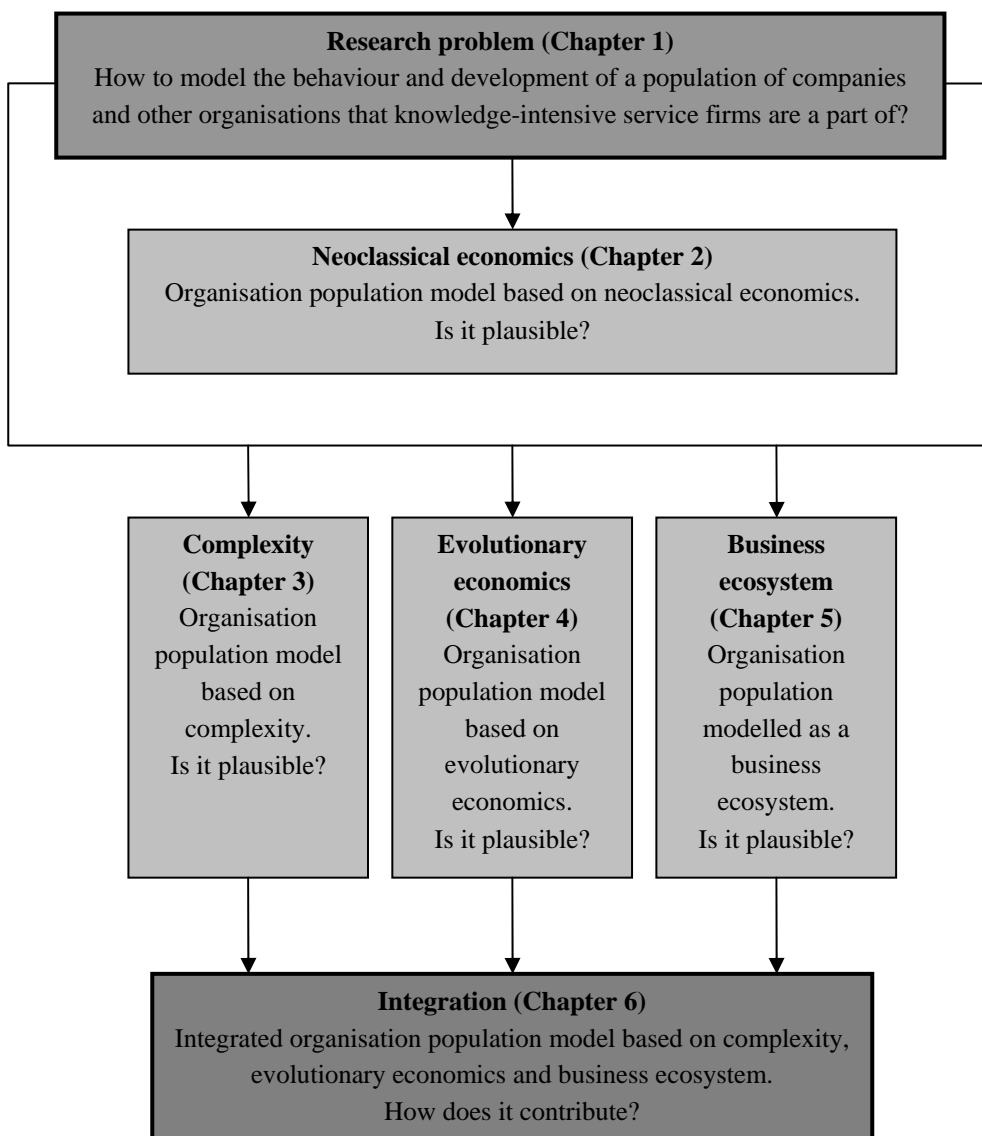 Research problem (Chapter 1)
How to model the behaviour and development of a population of companies
and other organisations that knowledge-intensive service firms are a part of?
Neoclassical economics (Chapter 2)
Organisation population model based on neoclassical economics.
Is it plausible?
Complexity
(Chapter 3)
Organisation
population model
based on
complexity.
Is it plausible?
Evolutionary
economics
(Chapter 4)
Organisation
population model
based on
evolutionary
economics.
Is it plausible?
Business
ecosystem
(Chapter 5)
Organisation
population
modelled as a
business
ecosystem.
Is it plausible?
Integration (Chapter 6)
Integrated organisation population model based on complexity,
evolutionary economics and business ecosystem.
How does it contribute?